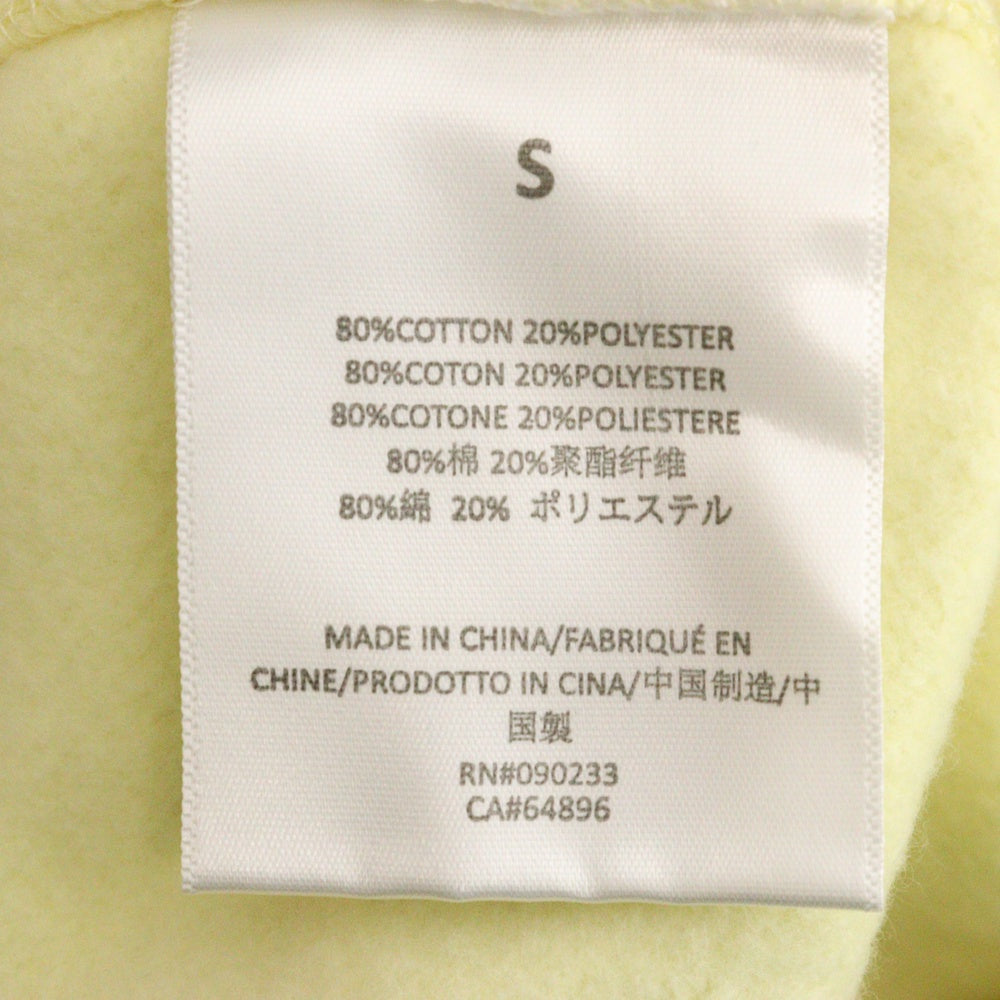 S
80%COTTON 20%POLYESTER
80%COTON 20%POLYESTER
80%COTONE 20%POLIESTERE
80%棉 20%聚酯纤维
80%綿 20% ポリエステル
MADE IN CHINA/FABRIQUÉ EN
CHINE/PRODOTTO IN CINA/中国制造/中
国製
RN#090233
CA#64896